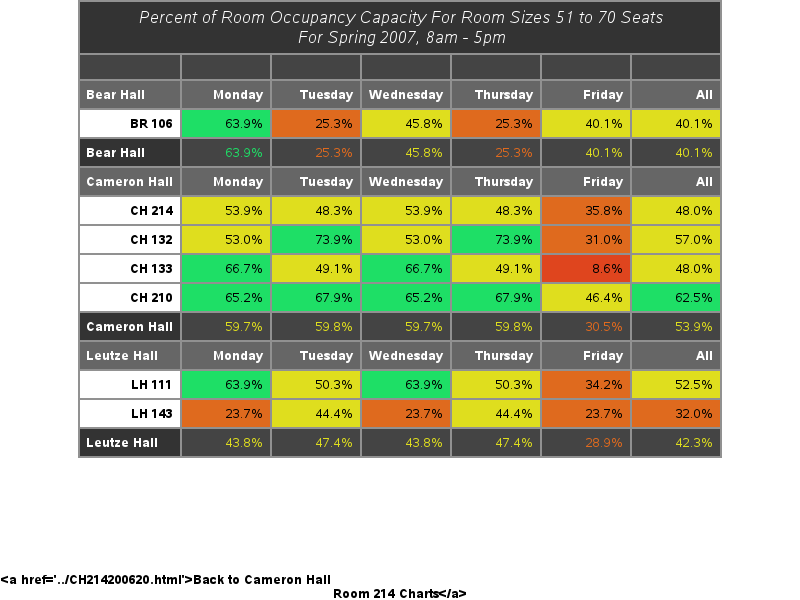 Percent of Room Occupancy Capacity For Room Sizes 51 to 70 Seats
For Spring 2007, 8am - 5pm
Bear Hall Monday Tuesday Wednesday Thursday Friday All
BR 106 63.9% 25.3% 45.8% 25.3% 40.1% 40.1%
Bear Hall 63.9% 25.3% 45.8% 25.3% 40.1% 40.1%
Cameron Hall Monday Tuesday Wednesday Thursday Friday All
CH 214 53.9% 48.3% 53.9% 48.3% 35.8% 48.0%
CH 132 53.0% 73.9% 53.0% 73.9% 31.0% 57.0%
CH 133 66.7% 49.1% 66.7% 49.1% 8.6% 48.0%
CH 210 65.2% 67.9% 65.2% 67.9% 46.4% 62.5%
Cameron Hall 59.7% 59.8% 59.7% 59.8% 30.5% 53.9%
Leutze Hall Monday Tuesday Wednesday Thursday Friday All
LH 111 63.9% 50.3% 63.9% 50.3% 34.2% 52.5%
LH 143 23.7% 44.4% 23.7% 44.4% 23.7% 32.0%
Leutze Hall 43.8% 47.4% 43.8% 47.4% 28.9% 42.3%
<a href='../CH214200620.html'>Back to Cameron Hall
Room 214 Charts</a>